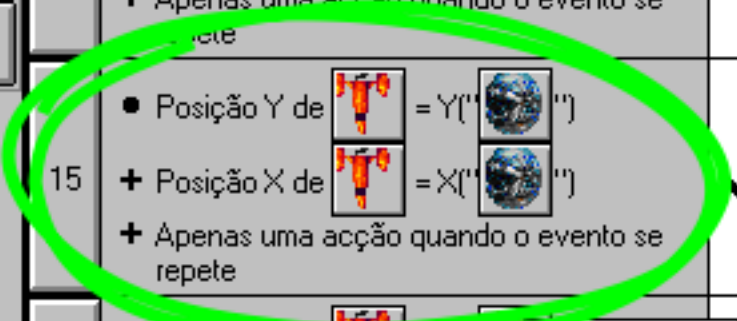 Apenas uma acção quando o evento se
repete
15
• Posição Y de = Y(" ")
+ Posição X de = X(" ")
+ Apenas uma acção quando o evento se
repete